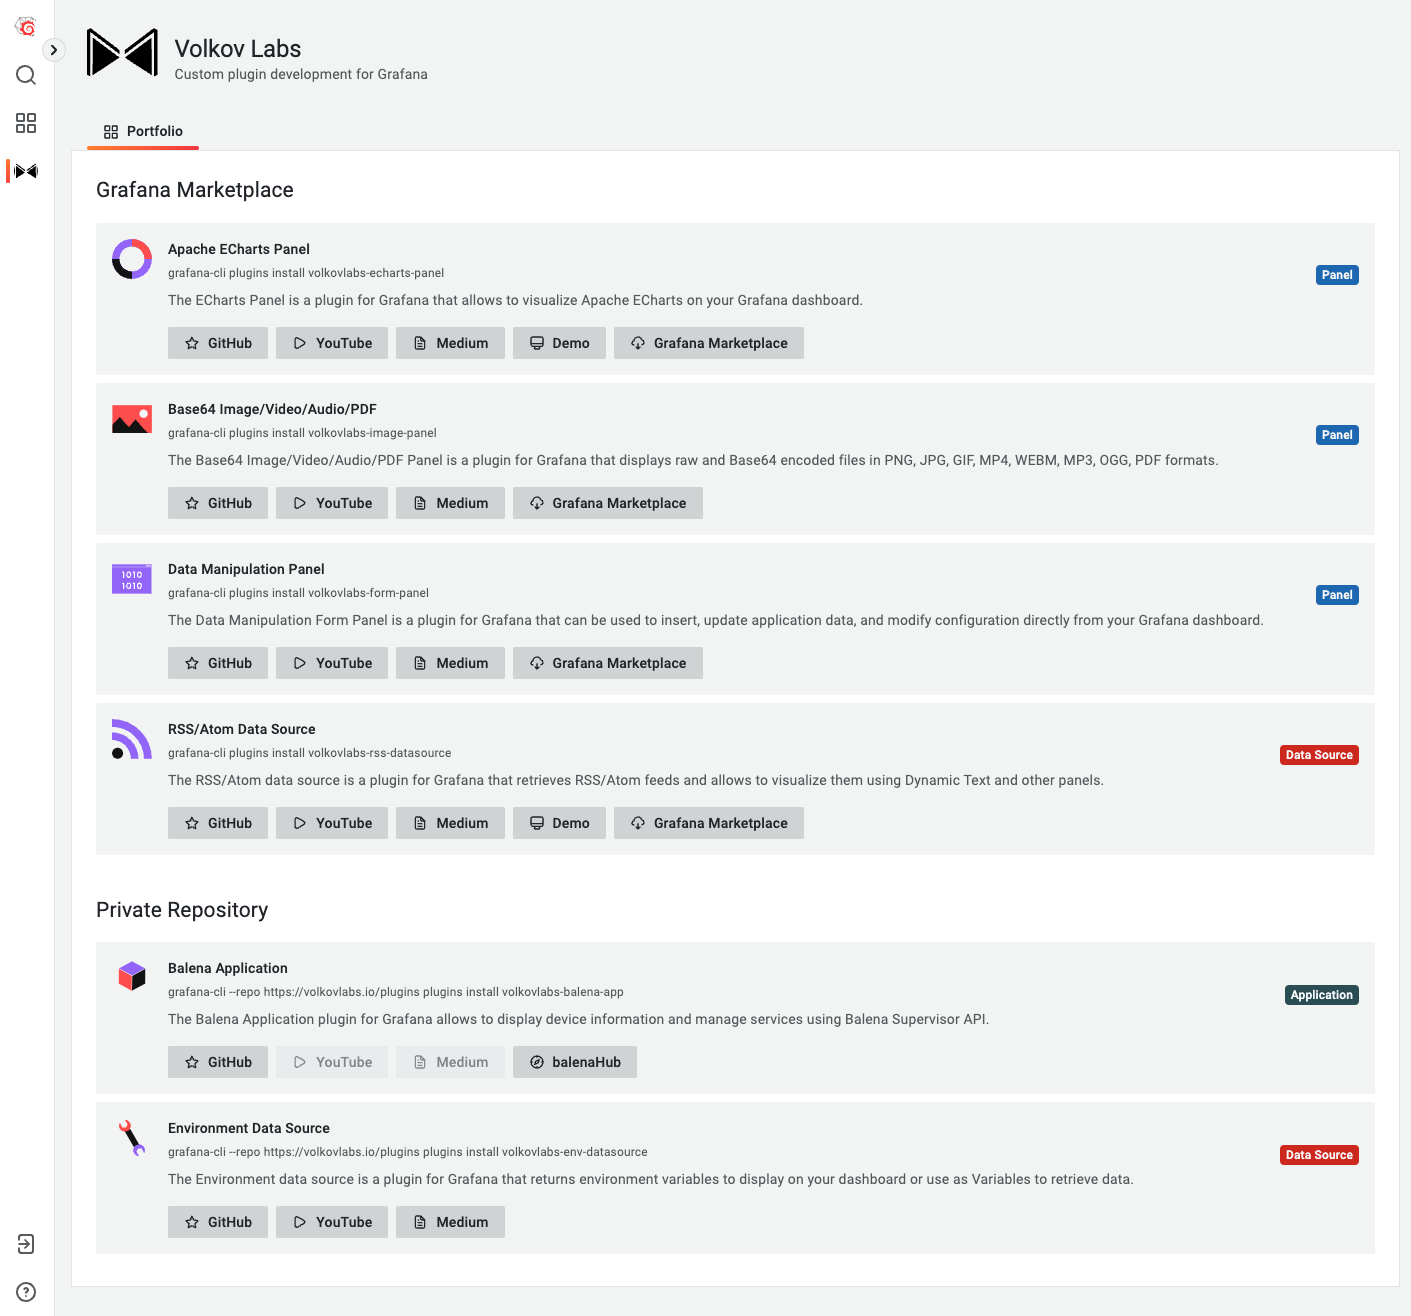 Volkov Labs
Custom plugin development for Grafana
Portfolio
Grafana Marketplace
Apache ECharts Panel
grafana-cli plugins install volkovlabs-echarts-panel
Panel
The ECharts Panel is a plugin for Grafana that allows to visualize Apache ECharts on your Grafana dashboard.
GitHub YouTube Medium Demo Grafana Marketplace
Base64 Image/Video/Audio/PDF
grafana-cli plugins install volkovlabs-image-panel
Panel
The Base64 Image/Video/Audio/PDF Panel is a plugin for Grafana that displays raw and Base64 encoded files in PNG, JPG, GIF, MP4, WEBM, MP3, OGG, PDF formats.
GitHub YouTube Medium Grafana Marketplace
1010
1010
Data Manipulation Panel
grafana-cli plugins install volkovlabs-form-panel
Panel
The Data Manipulation Form Panel is a plugin for Grafana that can be used to insert, update application data, and modify configuration directly from your Grafana dashboard.
GitHub YouTube Medium Grafana Marketplace
RSS/Atom Data Source
grafana-cli plugins install volkovlabs-rss-datasource
Data Source
The RSS/Atom data source is a plugin for Grafana that retrieves RSS/Atom feeds and allows to visualize them using Dynamic Text and other panels.
GitHub YouTube Medium Demo Grafana Marketplace
Private Repository
Balena Application
grafana-cli --repo https://volkovlabs.io/plugins plugins install volkovlabs-balena-app
Application
The Balena Application plugin for Grafana allows to display device information and manage services using Balena Supervisor API.
GitHub YouTube Medium balenaHub
Environment Data Source
grafana-cli --repo https://volkovlabs.io/plugins plugins install volkovlabs-env-datasource
Data Source
The Environment data source is a plugin for Grafana that returns environment variables to display on your dashboard or use as Variables to retrieve data.
GitHub YouTube Medium